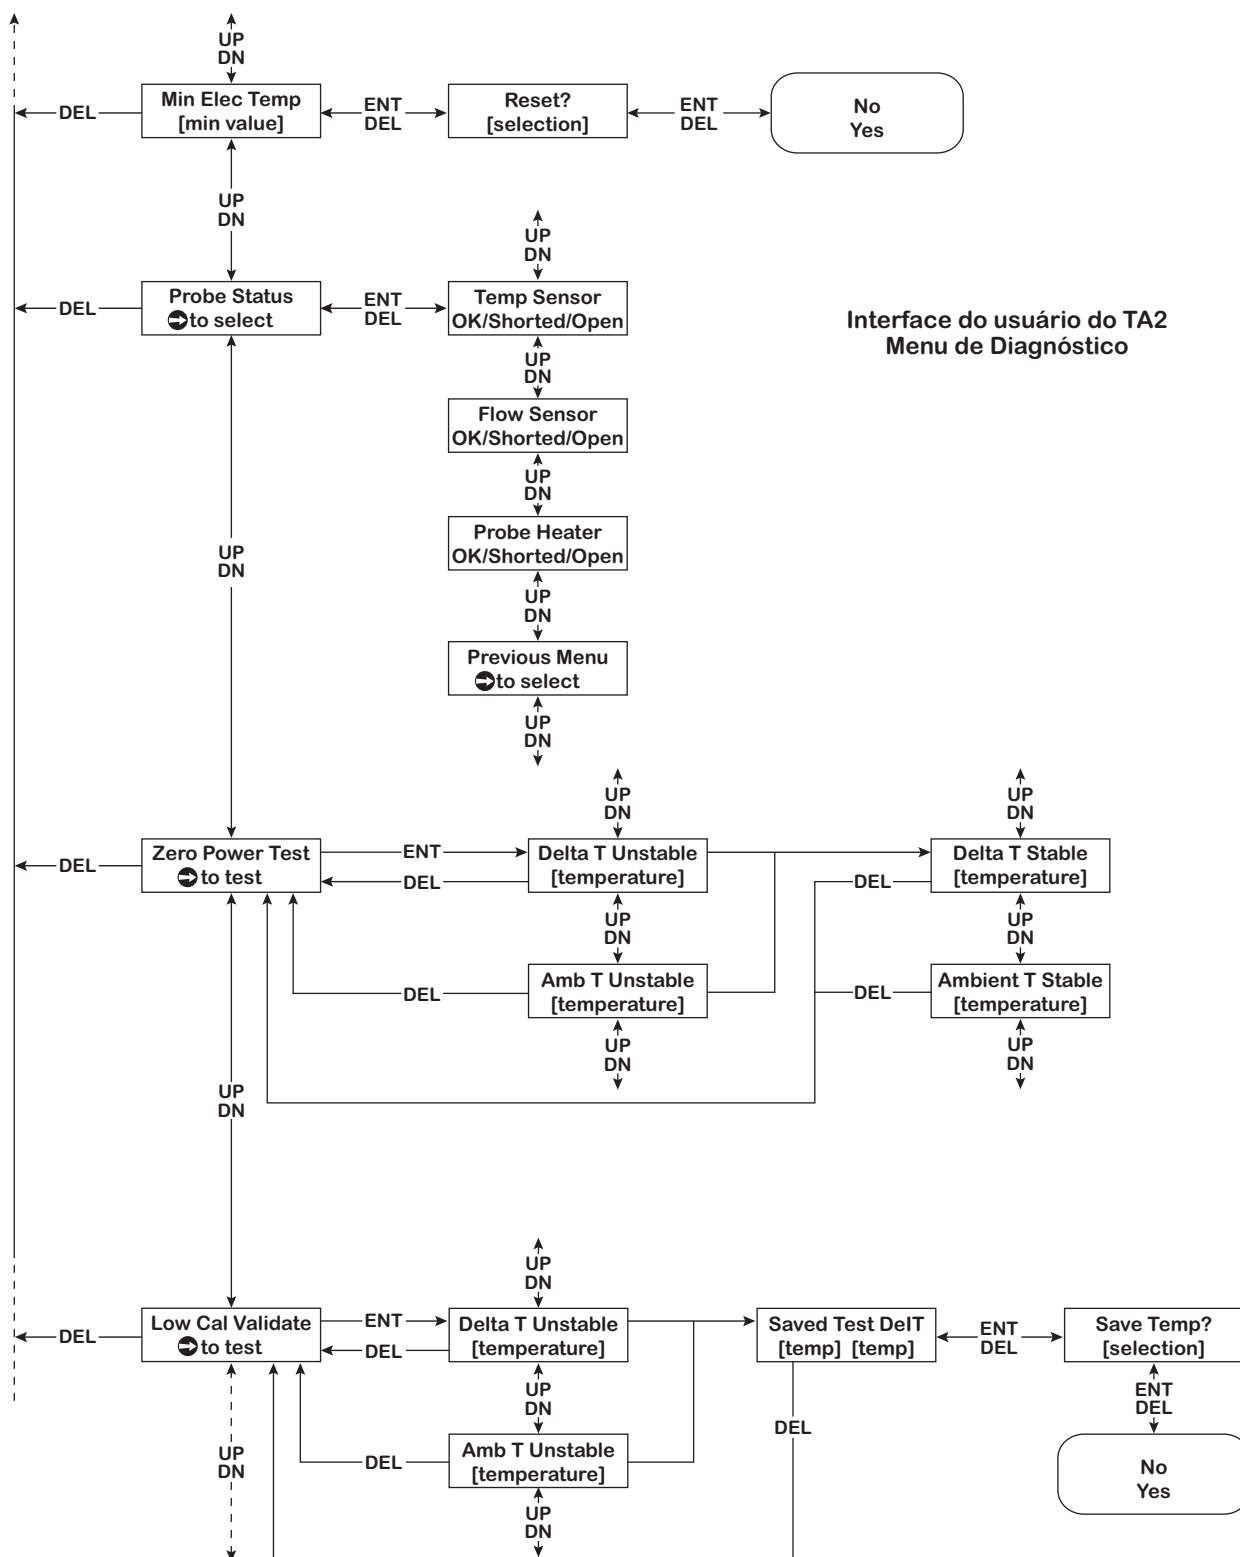 UP
DN
DEL
Min Elec Temp
[min value]
ENT
DEL
Reset?
[selection]
ENT
DEL
No
Yes
UP
DN
UP
DN
DEL
Probe Status
to select
ENT
DEL
Temp Sensor
OK/Shorted/Open
Interface do usuário do TA2
Menu de Diagnóstico
UP
DN
Flow Sensor
OK/Shorted/Open
UP
DN
Probe Heater
OK/Shorted/Open
UP
DN
UP
DN
Previous Menu
to select
UP
DN
UP
DN
UP
DN
DEL
Zero Power Test
to test
ENT
DEL
Delta T Unstable
[temperature]
DEL
Delta T Stable
[temperature]
UP
DN
UP
DN
DEL
Amb T Unstable
[temperature]
DEL
Ambient T Stable
[temperature]
UP
DN
UP
DN
UP
DN
UP
DN
DEL
Low Cal Validate
to test
ENT
DEL
Delta T Unstable
[temperature]
Saved Test DelT
[temp] [temp]
ENT
DEL
Save Temp?
[selection]
UP
DN
ENT
DEL
DEL
UP
DN
DEL
Amb T Unstable
[temperature]
No
Yes
UP
DN